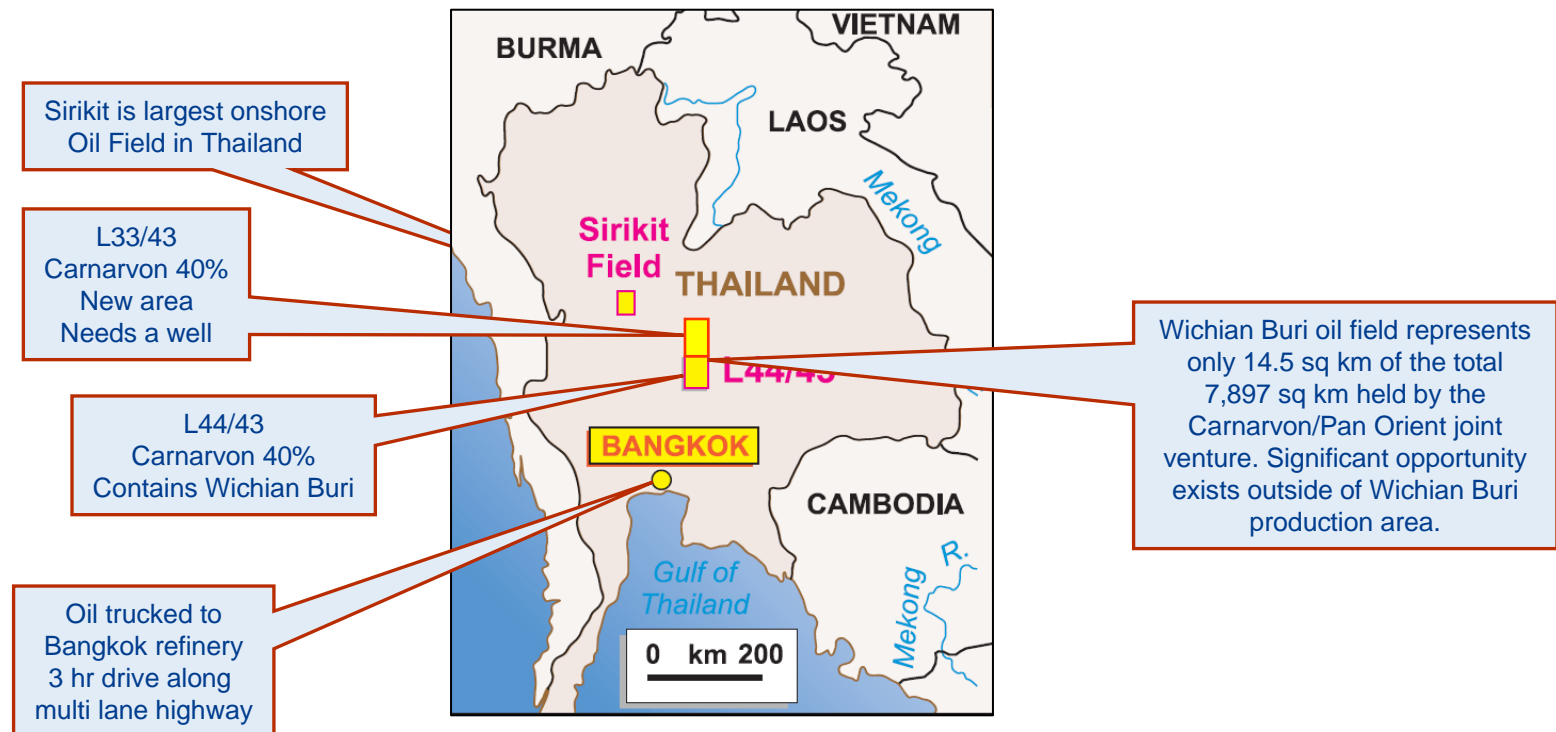 VIETNAM
BURMA
LAOS
Mekong
Sirikit
Field
THAILAND
L44/43
BANGKOK
CAMBODIA
Gulf of
Thailand
Mekong
R.
0 km 200
Sirikit is largest onshore
Oil Field in Thailand
L33/43
Carnarvon 40%
New area
Needs a well
L44/43
Carnarvon 40%
Contains Wichian Buri
Oil trucked to
Bangkok refinery
3 hr drive along
multi lane highway
Wichian Buri oil field represents
only 14.5 sq km of the total
7,897 sq km held by the
Carnarvon/Pan Orient joint
venture. Significant opportunity
exists outside of Wichian Buri
production area.